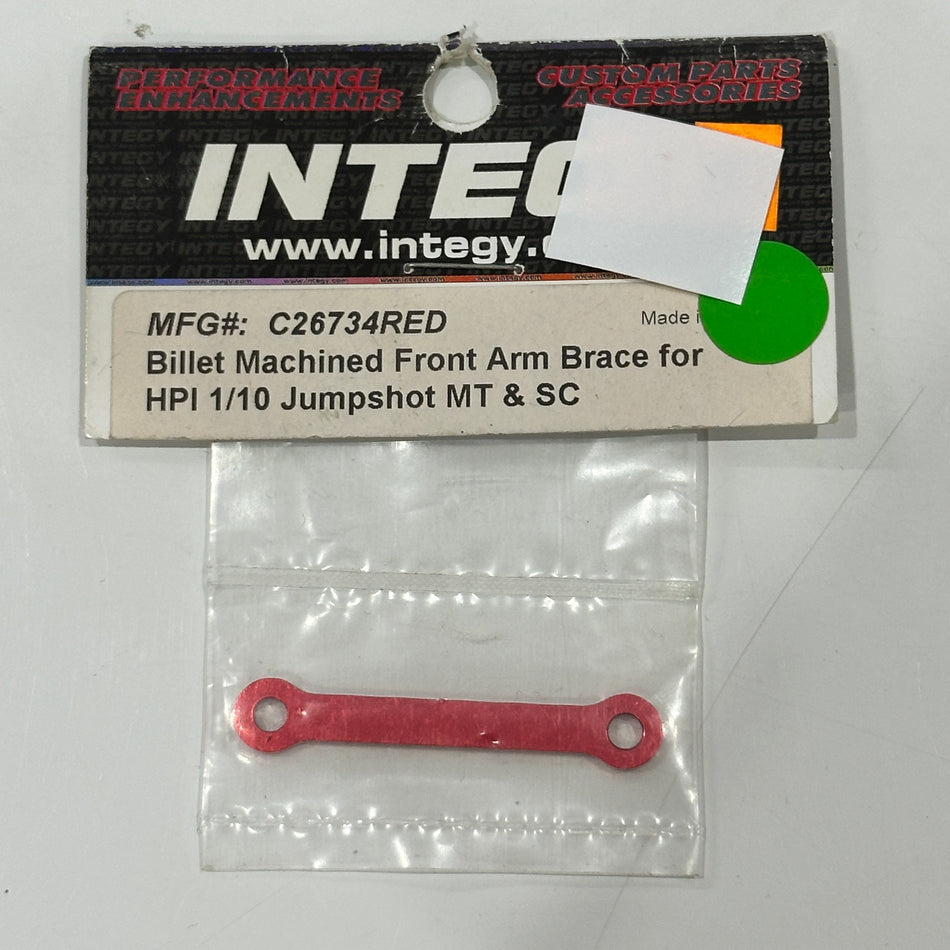 PERFORMANCE
ENHANCEMENTS
CUSTOM PARTS
ACCESSORIES
INTEG
www.integy.
MFG#: C26734RED
Made
Billet Machined Front Arm Brace for
HPI 1/10 Jumpshot MT & SC